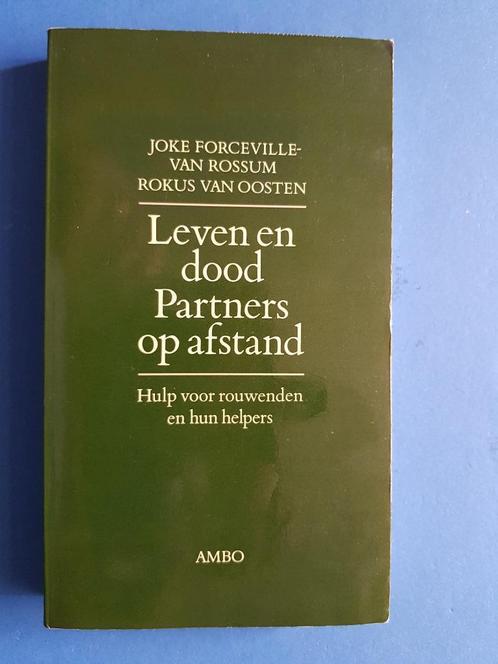 JOKE FORCEVILLE-
VAN ROSSUM
ROKUS VAN OOSTEN
Leven en
dood
Partners
op afstand
Hulp voor rouwenden
en hun helpers
AMBO